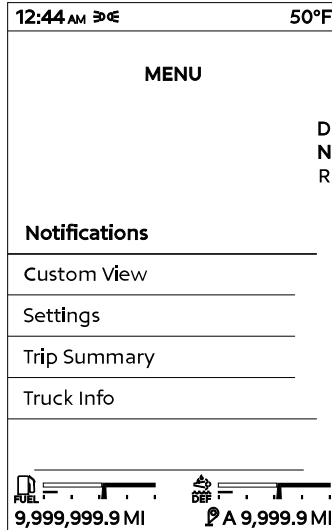 12:44 AM 50°F
MENU
D
N
R
Notifications
Custom View
Settings
Trip Summary
Truck Info
FUEL DEF
9,999,999.9 MI A 9,999.9 MI